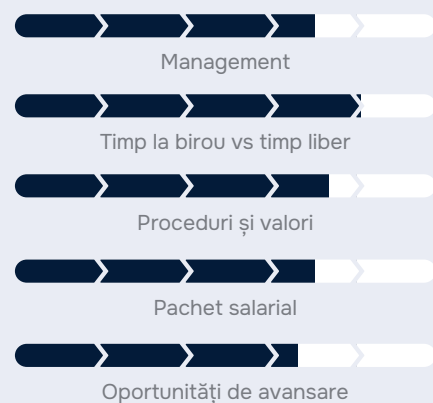 Management
Timp la birou vs timp liber
Proceduri și valori
Pachet salarial
Oportunități de avansare